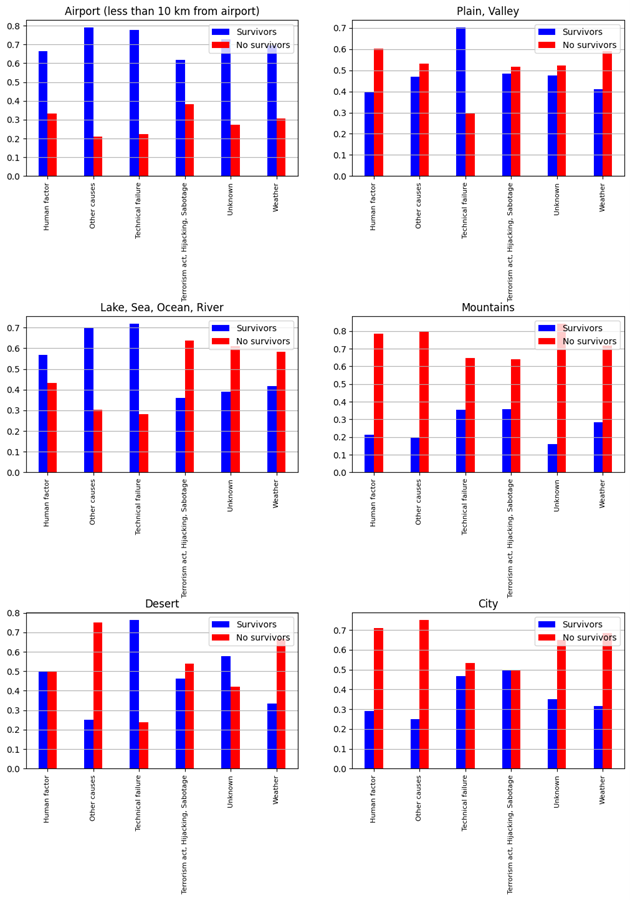 Airport (less than 10 km from airport)
0.8
0.7
0.6
0.5
0.4
0.3
0.2
0.1
0.0
Survivors
No survivors
Human factor
Other causes
Technical failure
Terrorism act, Hijacking, Sabotage
Unknown
Weather
Plain, Valley
0.7
0.6
0.5
0.4
0.3
0.2
0.1
0.0
Survivors
No survivors
Human factor
Other causes
Technical failure
Terrorism act, Hijacking, Sabotage
Unknown
Weather
Lake, Sea, Ocean, River
0.7
0.6
0.5
0.4
0.3
0.2
0.1
0.0
Survivors
No survivors
Human factor
Other causes
Technical failure
Terrorism act, Hijacking, Sabotage
Unknown
Weather
Mountains
0.8
0.7
0.6
0.5
0.4
0.3
0.2
0.1
0.0
Survivors
No survivors
Human factor
Other causes
Technical failure
Terrorism act, Hijacking, Sabotage
Unknown
Weather
Desert
0.8
0.7
0.6
0.5
0.4
0.3
0.2
0.1
0.0
Survivors
No survivors
Human factor
Other causes
Technical failure
Terrorism act, Hijacking, Sabotage
Unknown
Weather
City
0.7
0.6
0.5
0.4
0.3
0.2
0.1
0.0
Survivors
No survivors
Human factor
Other causes
Technical failure
Terrorism act, Hijacking, Sabotage
Unknown
Weather